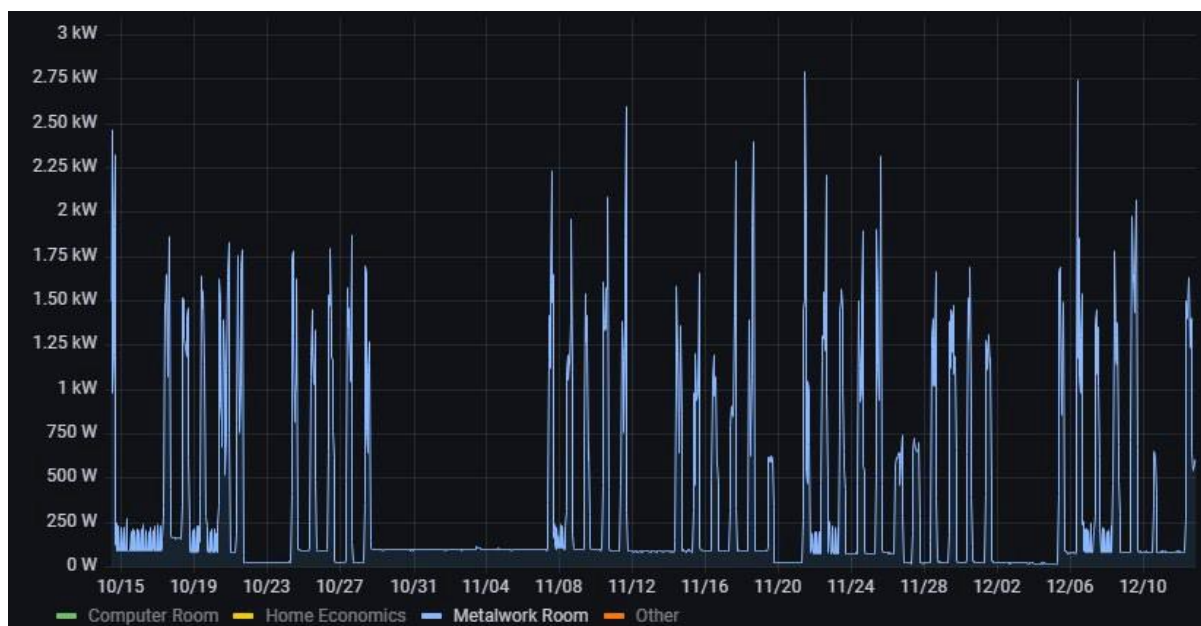 3 kW
2.75 kW
2.50 kW
2.25 kW
2 kW
1.75 kW
1.50 kW
1.25 kW
1 kW
750 W
500 W
250 W
0 W
10/15 10/19 10/23 10/27 10/31 11/04 11/08 11/12 11/16 11/20 11/24 11/28 12/02 12/06 12/10
Computer Room Home Economics Metalwork Room Other